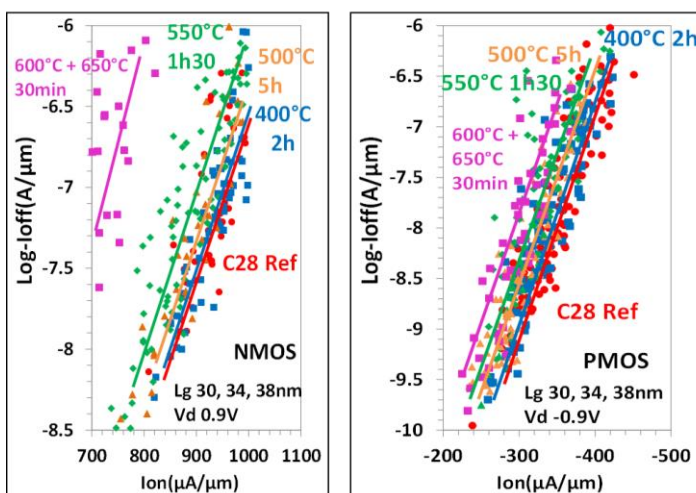 -6
-6.5
-7
-7.5
-8
-8.5
Log-Ioff(A/µm)
600°C + 650°C
30min
550°C
1h30
500°C
5h
400°C
2h
C28 Ref
NMOS
Lg 30, 34, 38nm
Vd 0.9V
700 800 900 1000 1100
Ion(µA/µm)
-6
-6.5
-7
-7.5
-8
-8.5
-9
-9.5
-10
Log-Ioff(A/µm)
500°C 5h
400°C 2h
550°C 1h30
600°C +
650°C
30min
C28 Ref
PMOS
Lg 30, 34, 38nm
Vd -0.9V
-200 -300 -400 -500
Ion(µA/µm)